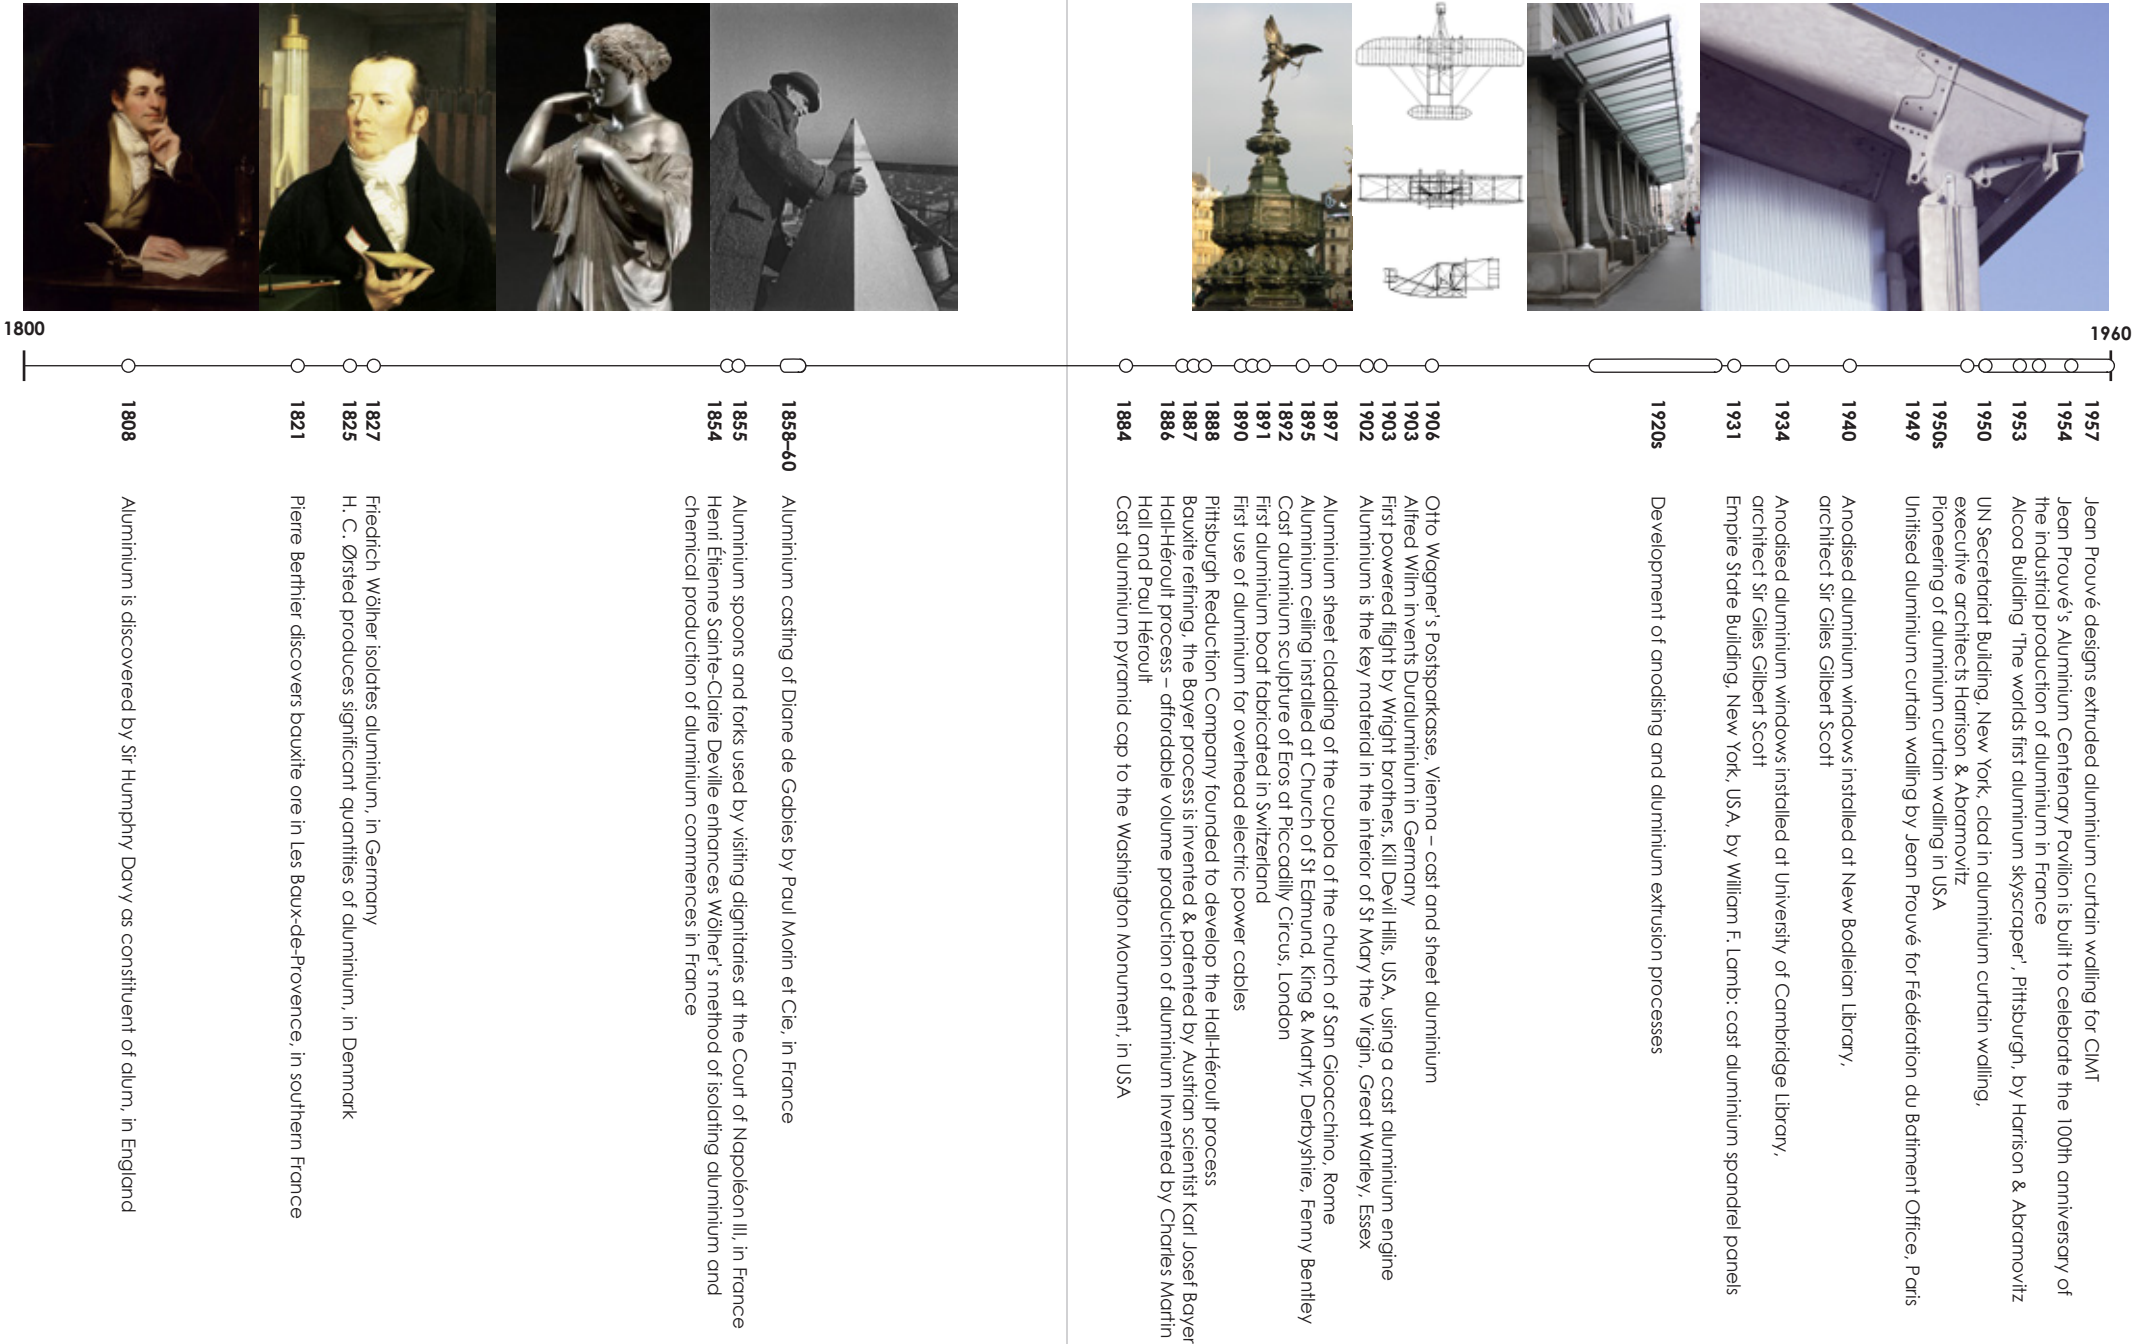 1800
1960
1808 Aluminium is discovered by Sir Humphry Davy as constituent of alum, in England
1821 Pierre Berthier discovers bauxite ore in Les Baux-de-Provence, in southern France
1825 H. C. Ørsted produces significant quantities of aluminium, in Denmark
1827 Friedrich Wölher isolates aluminium, in Germany
1854 Henri Étienne Sainte-Claire Deville enhances Wölher's method of isolating aluminium and
chemical production of aluminium commences in France
1855 Aluminium spoons and forks used by visiting dignitaries at the Court of Napoléon III, in France
1858–60 Aluminium casting of Diane de Gabies by Paul Morin et Cie, in France
1884 Cast aluminium pyramid cap to the Washington Monument, in USA
1886 Hall-Héroult process – affordable volume production of aluminium Invented by Charles Martin
Hall and Paul Héroult
1887 Bauxite refining, the Bayer process is invented & patented by Austrian scientist Karl Josef Bayer
1888 Pittsburgh Reduction Company founded to develop the Hall-Héroult process
1890 First use of aluminium for overhead electric power cables
1891 First aluminium boat fabricated in Switzerland
1892 Cast aluminium sculpture of Eros at Piccadilly Circus, London
1895 Aluminium ceiling installed at Church of St Edmund, King & Martyr, Derbyshire, Fenny Bentley
1897 Aluminium sheet cladding of the cupola of the church of San Gioacchino, Rome
1902 Aluminium is the key material in the interior of St Mary the Virgin, Great Warley, Essex
1903 First powered flight by Wright brothers, Kill Devil Hills, USA, using a cast aluminium engine
1903 Alfred Wilm invents Duraluminium in Germany
1906 Otto Wagner's Postsparkasse, Vienna – cast and sheet aluminium
1920s Development of anodising and aluminium extrusion processes
1931 Empire State Building, New York, USA, by William F. Lamb: cast aluminium spandrel panels
1934 Anodised aluminium windows installed at University of Cambridge Library,
architect Sir Giles Gilbert Scott
1940 Anodised aluminium windows installed at New Bodleian Library,
architect Sir Giles Gilbert Scott
1949 Unitised aluminium curtain walling by Jean Prouvé for Fédération du Batiment Office, Paris
1950s Pioneering of aluminium curtain walling in USA
1950 UN Secretariat Building, New York, clad in aluminium curtain walling,
executive architects Harrison & Abramovitz
1953 Alcoa Building 'The worlds first aluminum skyscraper', Pittsburgh, by Harrison & Abramovitz
1954 Jean Prouvé's Aluminium Centenary Pavilion is built to celebrate the 100th anniversary of
the industrial production of aluminium in France
1957 Jean Prouvé designs extruded aluminium curtain walling for CIMT